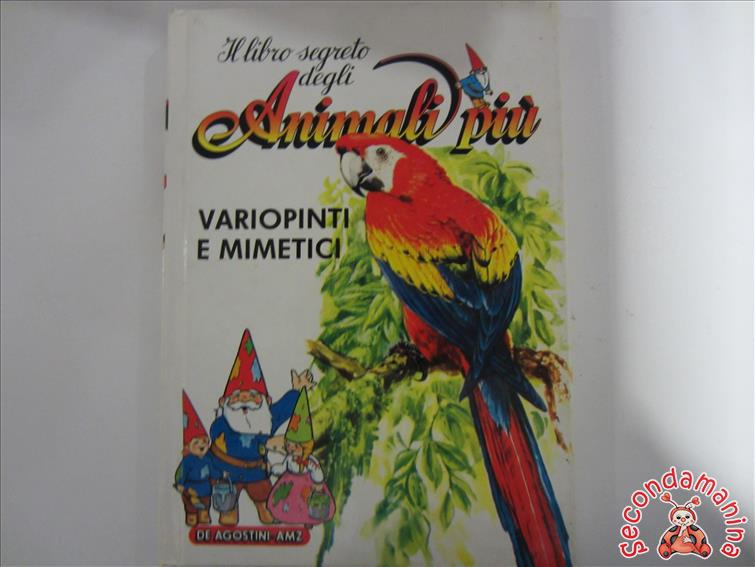 Il libro segreto
degli
Animali più
VARIOPINTI
E MIMETICI
DE AGOSTINI-AMZ
secondamanina